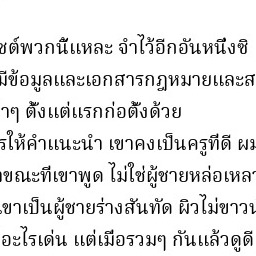 ซต์พวกนี้แหละ จำไว้อีกอันหนึ่งซิ
มีข้อมูลและเอกสารกฎหมายและส
าๆ ตั้งแต่แรกก่อตั้งด้วย
รให้คำแนะนำ เขาคงเป็นครูที่ดี ผม
ขณะที่เขาพูด ไม่ใช่ผู้ชายหล่อเหลา
เขาเป็นผู้ชายร่างสันทัด ผิวไม่ขาวน
อะไรเด่น แต่เมื่อรวมๆ กันแล้วดูดี